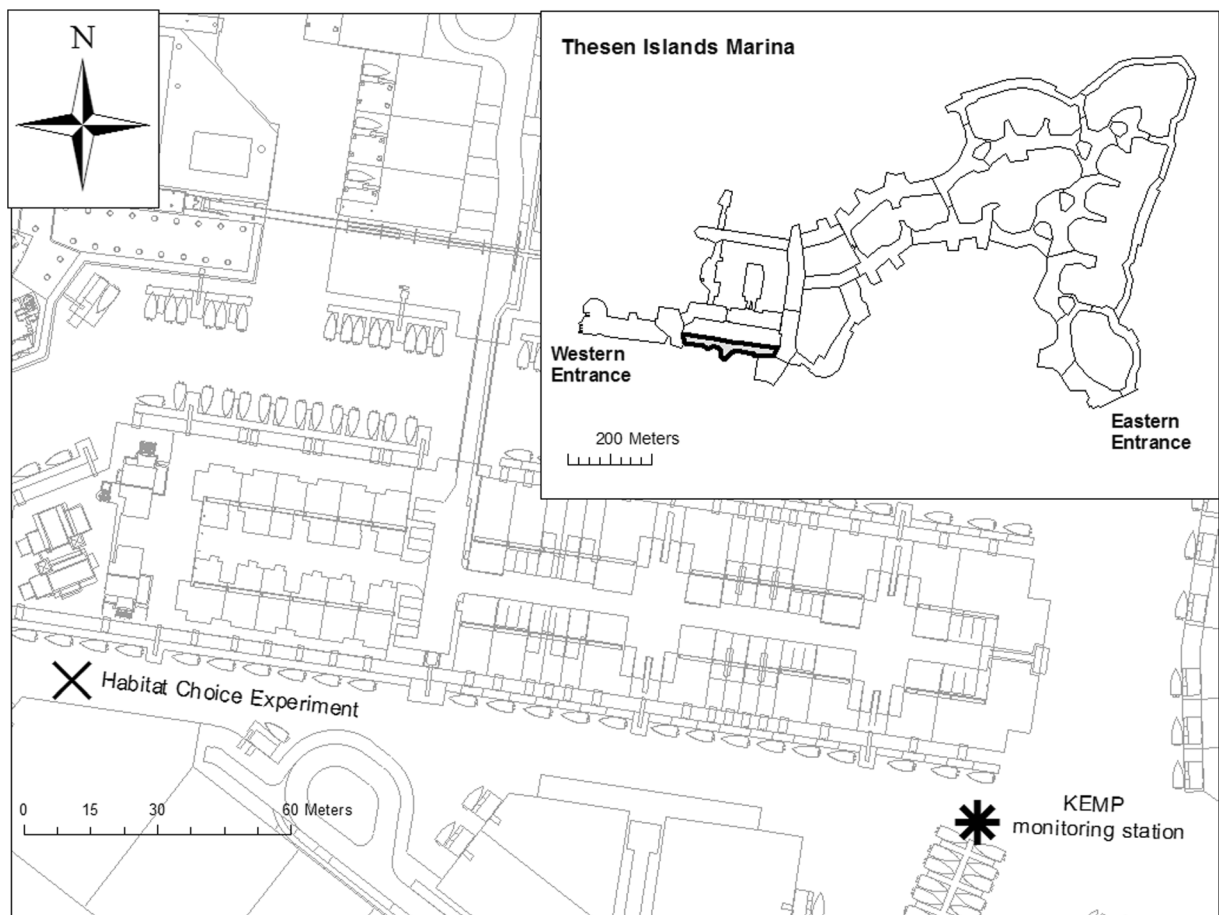 N
Thesen Islands Marina
Western
Entrance
Eastern
Entrance
200 Meters
Habitat Choice Experiment
0 15 30 60 Meters
KEMP
monitoring station